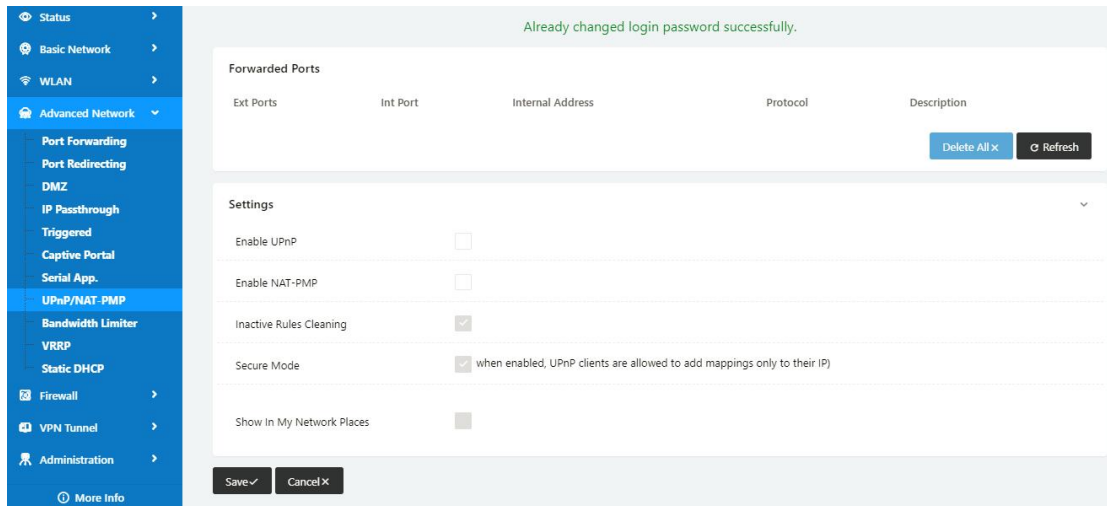 Status
Basic Network
WLAN
Advanced Network
Port Forwarding
Port Redirecting
DMZ
IP Passthrough
Triggered
Captive Portal
Serial App.
UPnP/NAT-PMP
Bandwidth Limiter
VRRP
Static DHCP
Firewall
VPN Tunnel
Administration
More Info
Already changed login password successfully.
Forwarded Ports
Ext Ports Int Port Internal Address Protocol Description
Delete All Refresh
Settings
Enable UPnP
Enable NAT-PMP
Inactive Rules Cleaning
Secure Mode when enabled, UPnP clients are allowed to add mappings only to their IP)
Show In My Network Places
Save Cancel